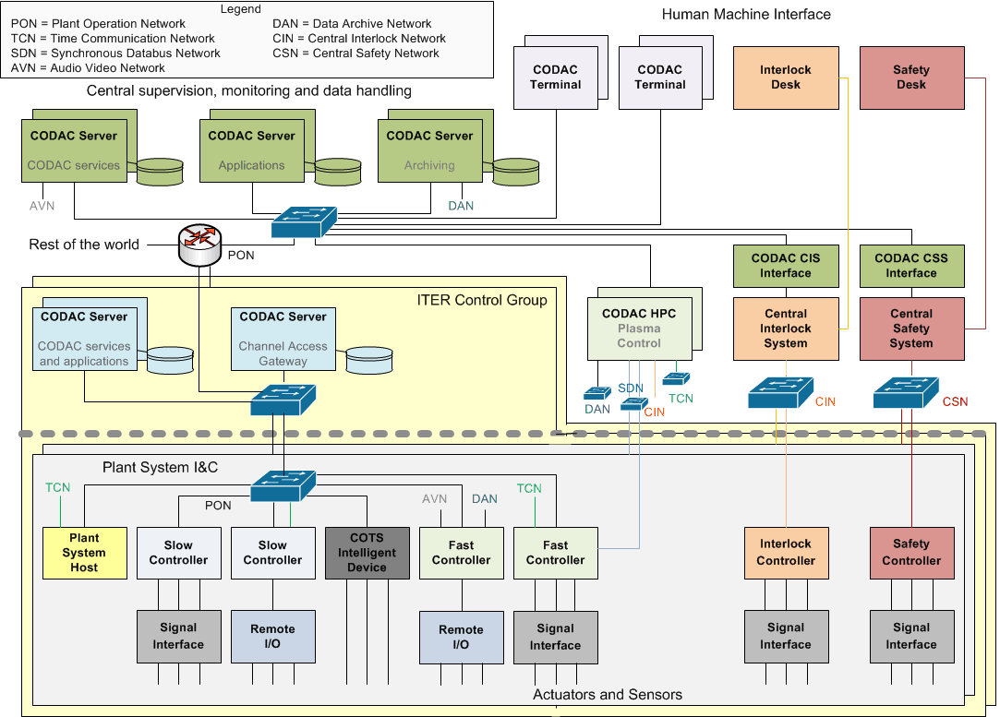 Legend
PON = Plant Operation Network
TCN = Time Communication Network
SDN = Synchronous Databus Network
AVN = Audio Video Network
DAN = Data Archive Network
CIN = Central Interlock Network
CSN = Central Safety Network
Human Machine Interface
CODAC
Terminal
CODAC
Terminal
Interlock
Desk
Safety
Desk
Central supervision, monitoring and data handling
CODAC Server
CODAC services
CODAC Server
Applications
CODAC Server
Archiving
AVN
DAN
Rest of the world
PON
CODAC CIS
Interface
CODAC CSS
Interface
ITER Control Group
CODAC Server
CODAC services
and applications
CODAC Server
Channel Access
Gateway
CODAC HPC
Plasma
Control
Central
Interlock
System
Central
Safety
System
DAN
SDN
CIN
TCN
CIN
CSN
Plant System I&C
TCN
PON
AVN
DAN
TCN
Plant
System
Host
Slow
Controller
Slow
Controller
COTS
Intelligent
Device
Fast
Controller
Fast
Controller
Interlock
Controller
Safety
Controller
Signal
Interface
Remote
I/O
Remote
I/O
Signal
Interface
Signal
Interface
Signal
Interface
Actuators and Sensors